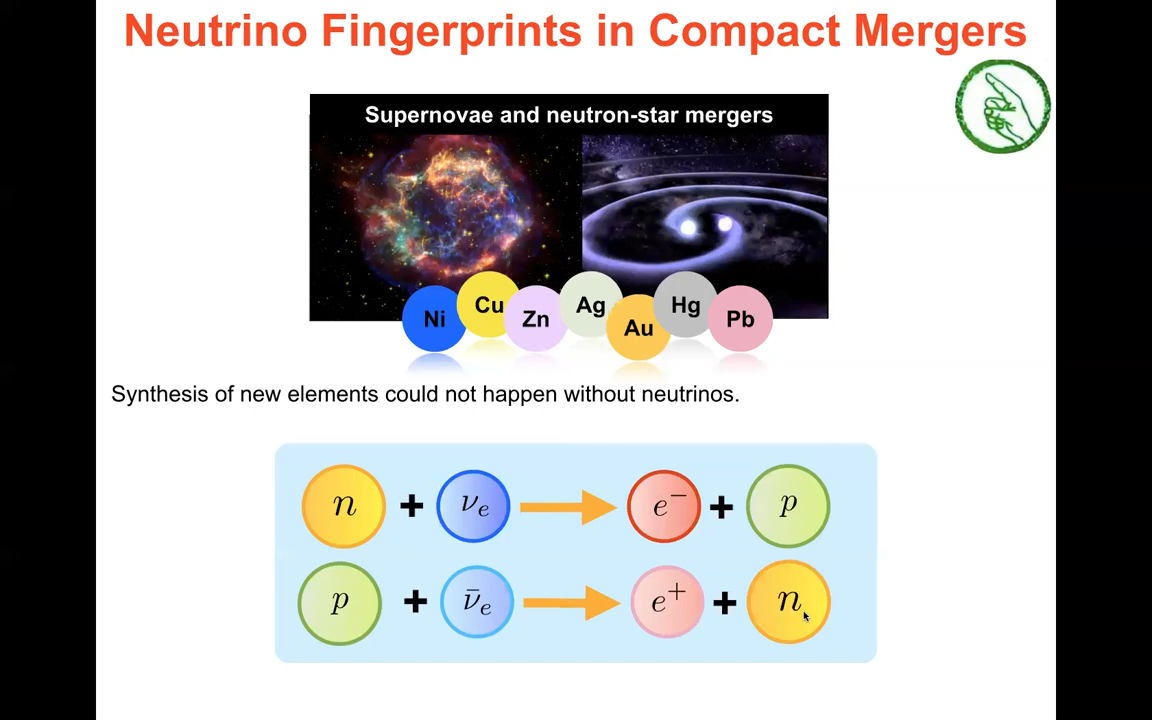 Neutrino Fingerprints in Compact Mergers
Supernovae and neutron-star mergers
Ni Cu Zn Ag Au Hg Pb
Synthesis of new elements could not happen without neutrinos.
n + νₑ e⁻ + p
p + ν̄ₑ e⁺ + n